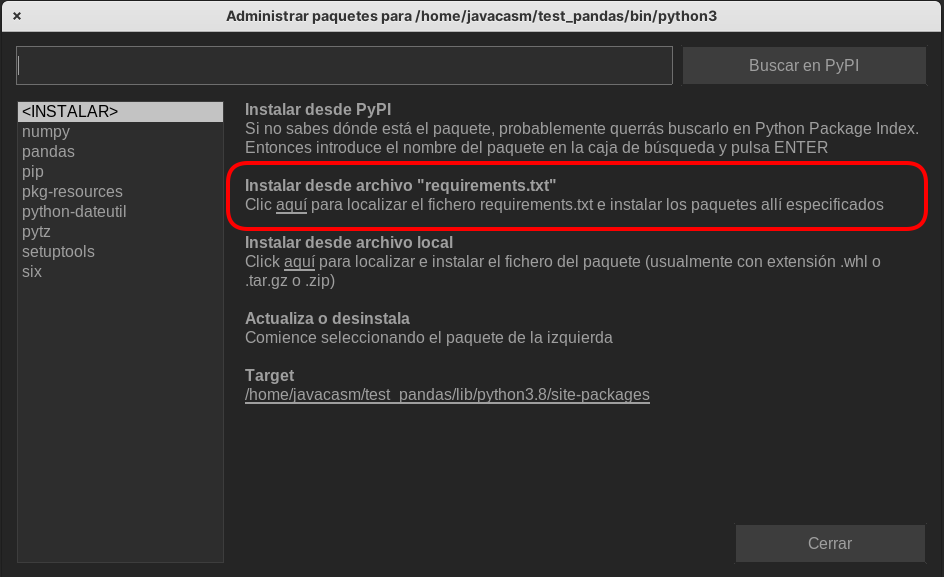 Administrar paquetes para /home/javacasm/test_pandas/bin/python3
Buscar en PyPI
<INSTALAR>
numpy
pandas
pip
pkg-resources
python-dateutil
pytz
setuptools
six
Instalar desde PyPI
Si no sabes dónde está el paquete, probablemente querrás buscarlo en Python Package Index.
Entonces introduce el nombre del paquete en la caja de búsqueda y pulsa ENTER
Instalar desde archivo "requirements.txt"
Clic aquí para localizar el fichero requirements.txt e instalar los paquetes allí especificados
Instalar desde archivo local
Click aquí para localizar e instalar el fichero del paquete (usualmente con extensión .whl o
.tar.gz o .zip)
Actualiza o desinstala
Comience seleccionando el paquete de la izquierda
Target
/home/javacasm/test_pandas/lib/python3.8/site-packages
Cerrar